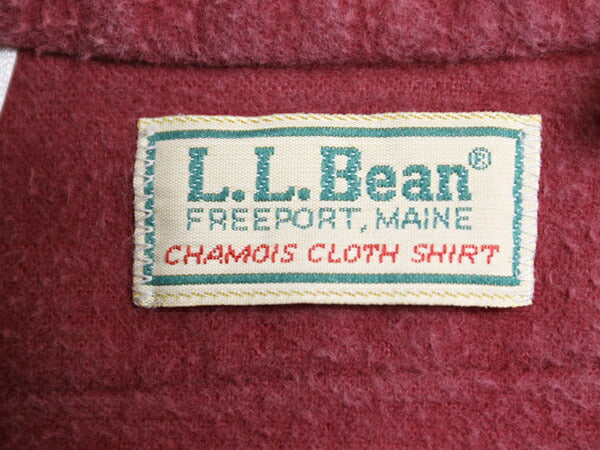 L.L.Bean®
FREEPORT, MAINE
CHAMOIS CLOTH SHIRT